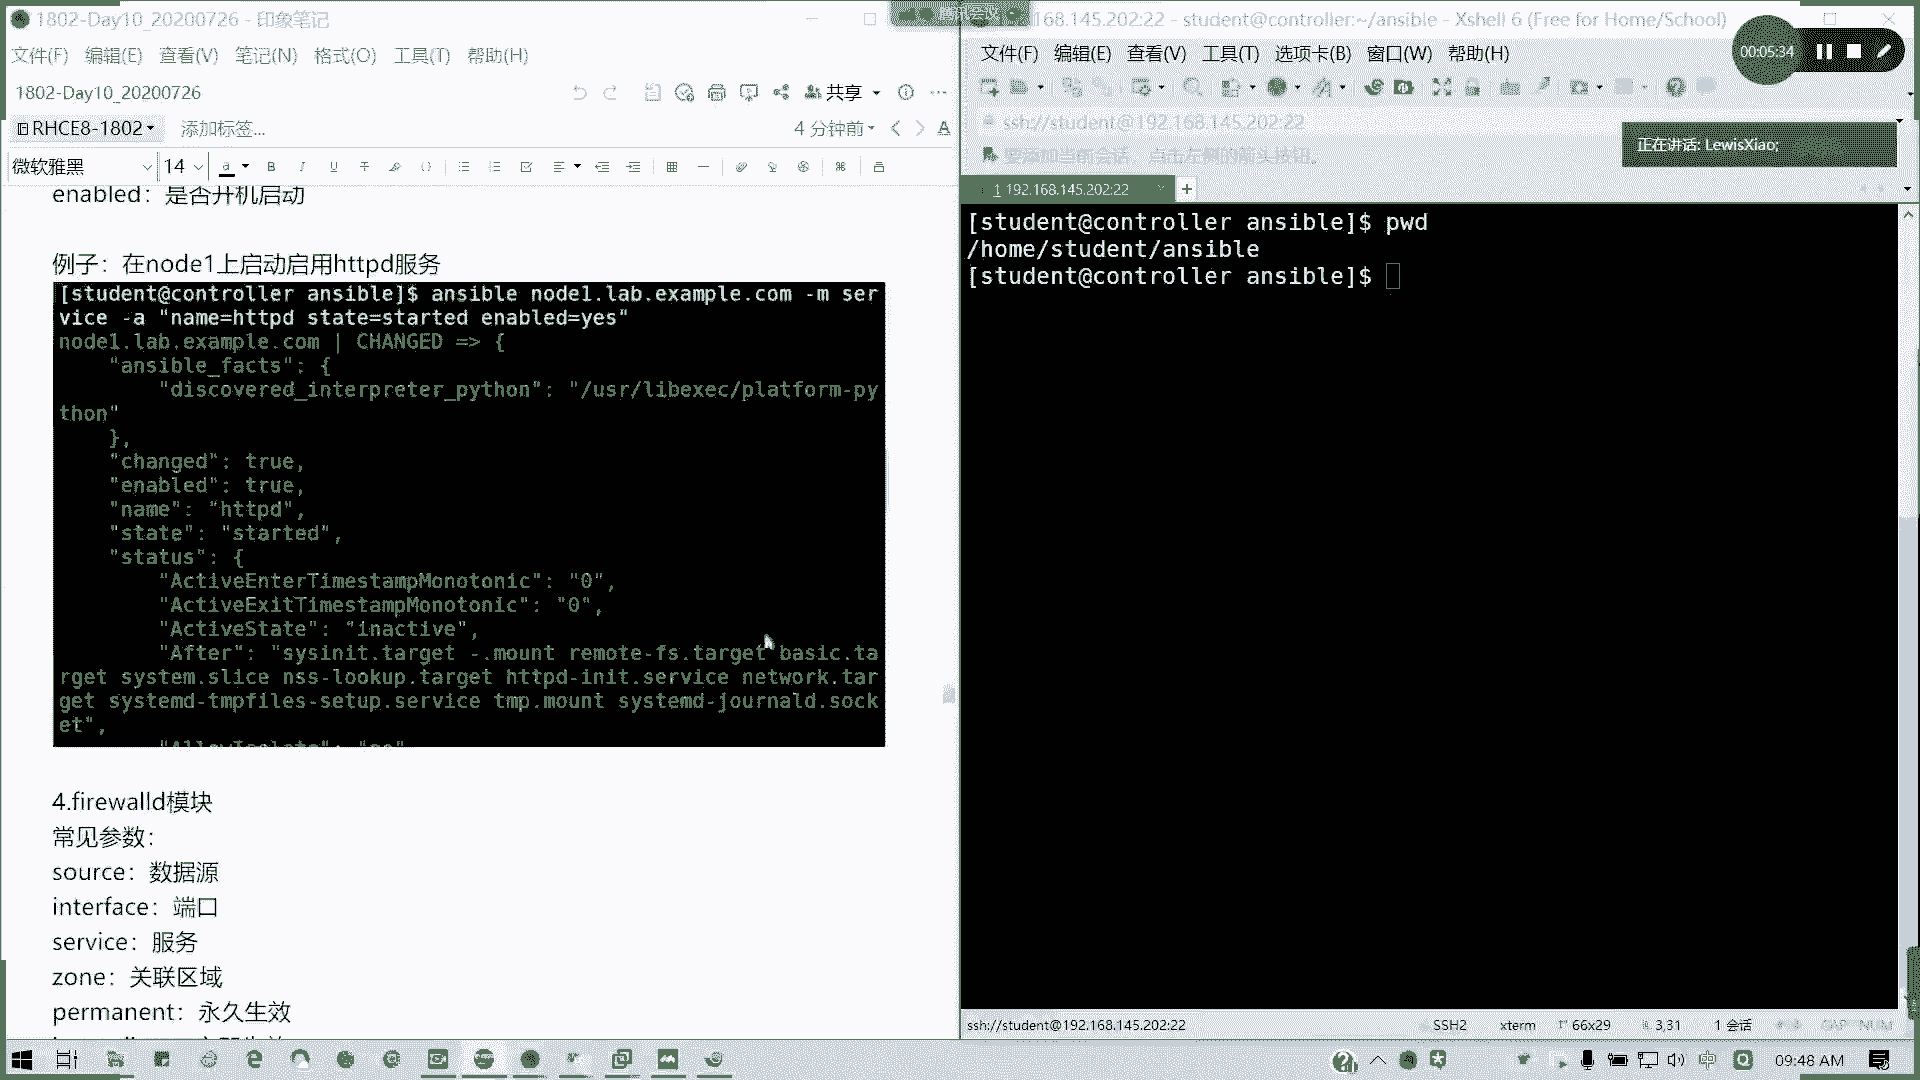 1802-Day10_20200726 - 印象笔记
文件(F) 编辑(E) 查看(V) 笔记(N) 格式(O) 工具(T) 帮助(H)
1802-Day10_20200726
共享
RHCE8-1802
添加标签...
4 分钟前
微软雅黑
14
enabled：是否开机启动
例子：在node1上启动启用httpd服务
[student@controller ansible]$ ansible node1.lab.example.com -m ser
vice -a "name=httpd state=started enabled=yes"
node1.lab.example.com | CHANGED => {
"ansible_facts": {
"discovered_interpreter_python": "/usr/libexec/platform-py
thon"
},
"changed": true,
"enabled": true,
"name": "httpd",
"state": "started",
"status": {
"ActiveEnterTimestampMonotonic": "0",
"ActiveExitTimestampMonotonic": "0",
"ActiveState": "inactive",
"After": "sysinit.target -.mount remote-fs.target basic.ta
rget system.slice nss-lookup.target httpd-init.service network.tar
get systemd-tmpfiles-setup.service tmp.mount systemd-journald.sock
et",
4.firewalld模块
常见参数：
source：数据源
interface：端口
service：服务
zone：关联区域
permanent：永久生效
168.145.202:22 - student@controller:~/ansible - Xshell 6 (Free for Home/School)
文件(F) 编辑(E) 查看(V) 工具(T) 选项卡(B) 窗口(W) 帮助(H)
00:05:34
ssh://student@192.168.145.202:22
正在讲话: LewisXiao;
要添加当前会话，点击左侧的箭头按钮。
1 192.168.145.202:22
[student@controller ansible]$ pwd
/home/student/ansible
[student@controller ansible]$
ssh://student@192.168.145.202:22
SSH2
xterm
66x29
3,31
1 会话
CAP NUM
中
09:48 AM